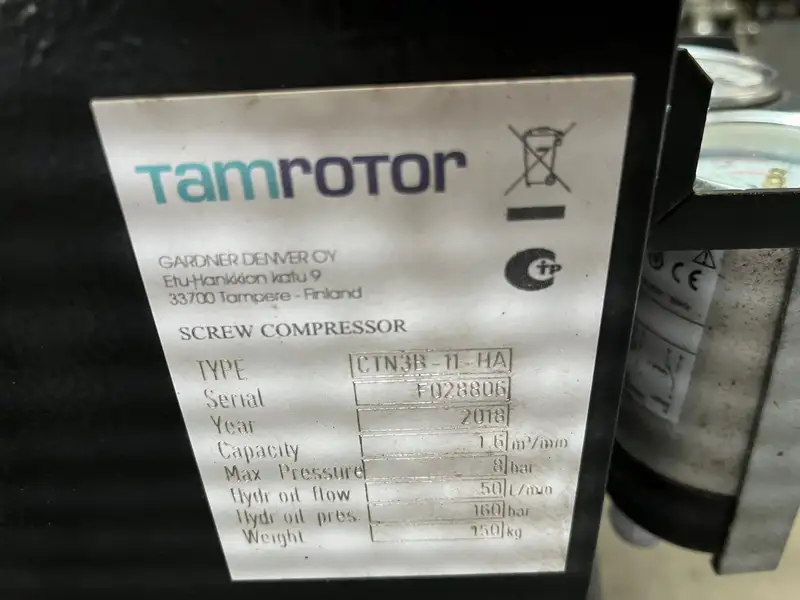 Tamrotor
GARDNER DENVER OY
Etu-Hankkion katu 9
33700 Tampere - Finland
SCREW COMPRESSOR
TYPE CTN3B-11-HA
Serial F028806
Year 2018
Capacity 1,6 m³/min
Max Pressure 8 bar
Hydr oil flow 50 L/min
Hydr oil pres. 160 bar
Weight 150 kg
CE